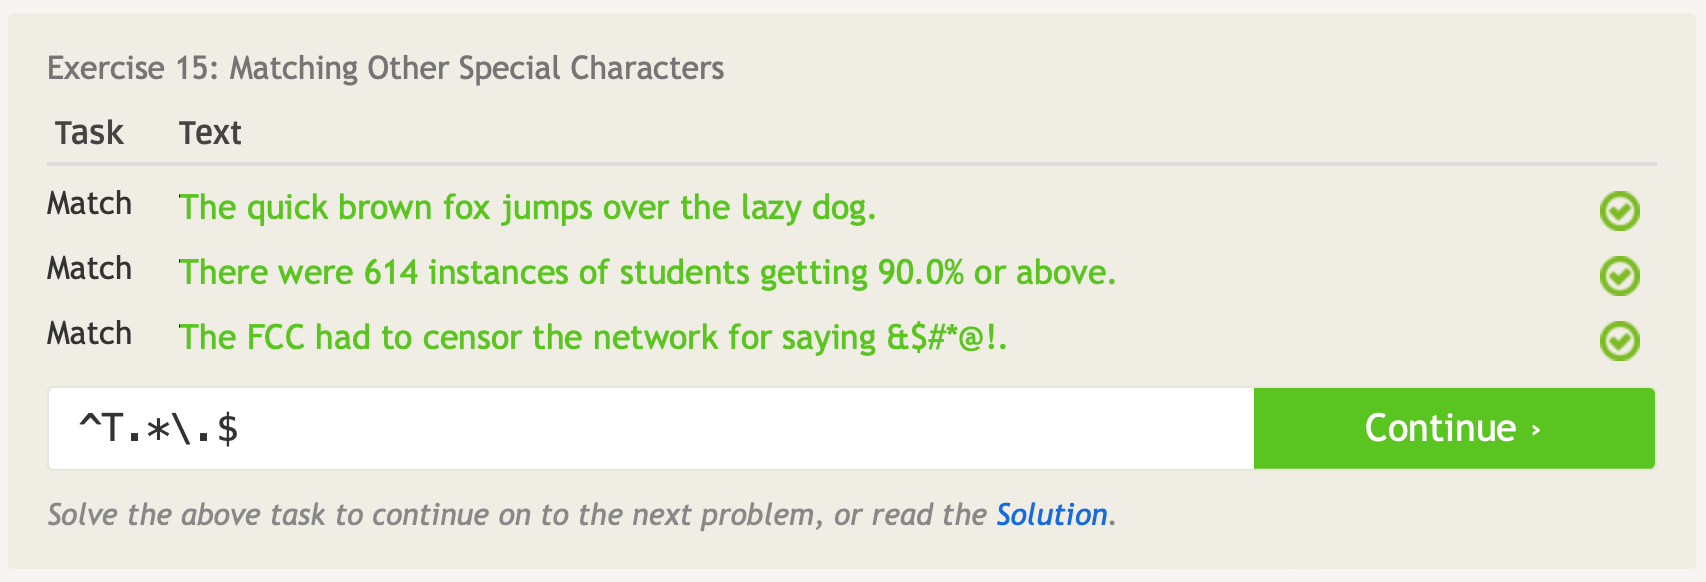 Exercise 15: Matching Other Special Characters
Task Text
Match The quick brown fox jumps over the lazy dog.
Match There were 614 instances of students getting 90.0% or above.
Match The FCC had to censor the network for saying &$#*@!.
^T.*\.$
Continue ›
Solve the above task to continue on to the next problem, or read the Solution.